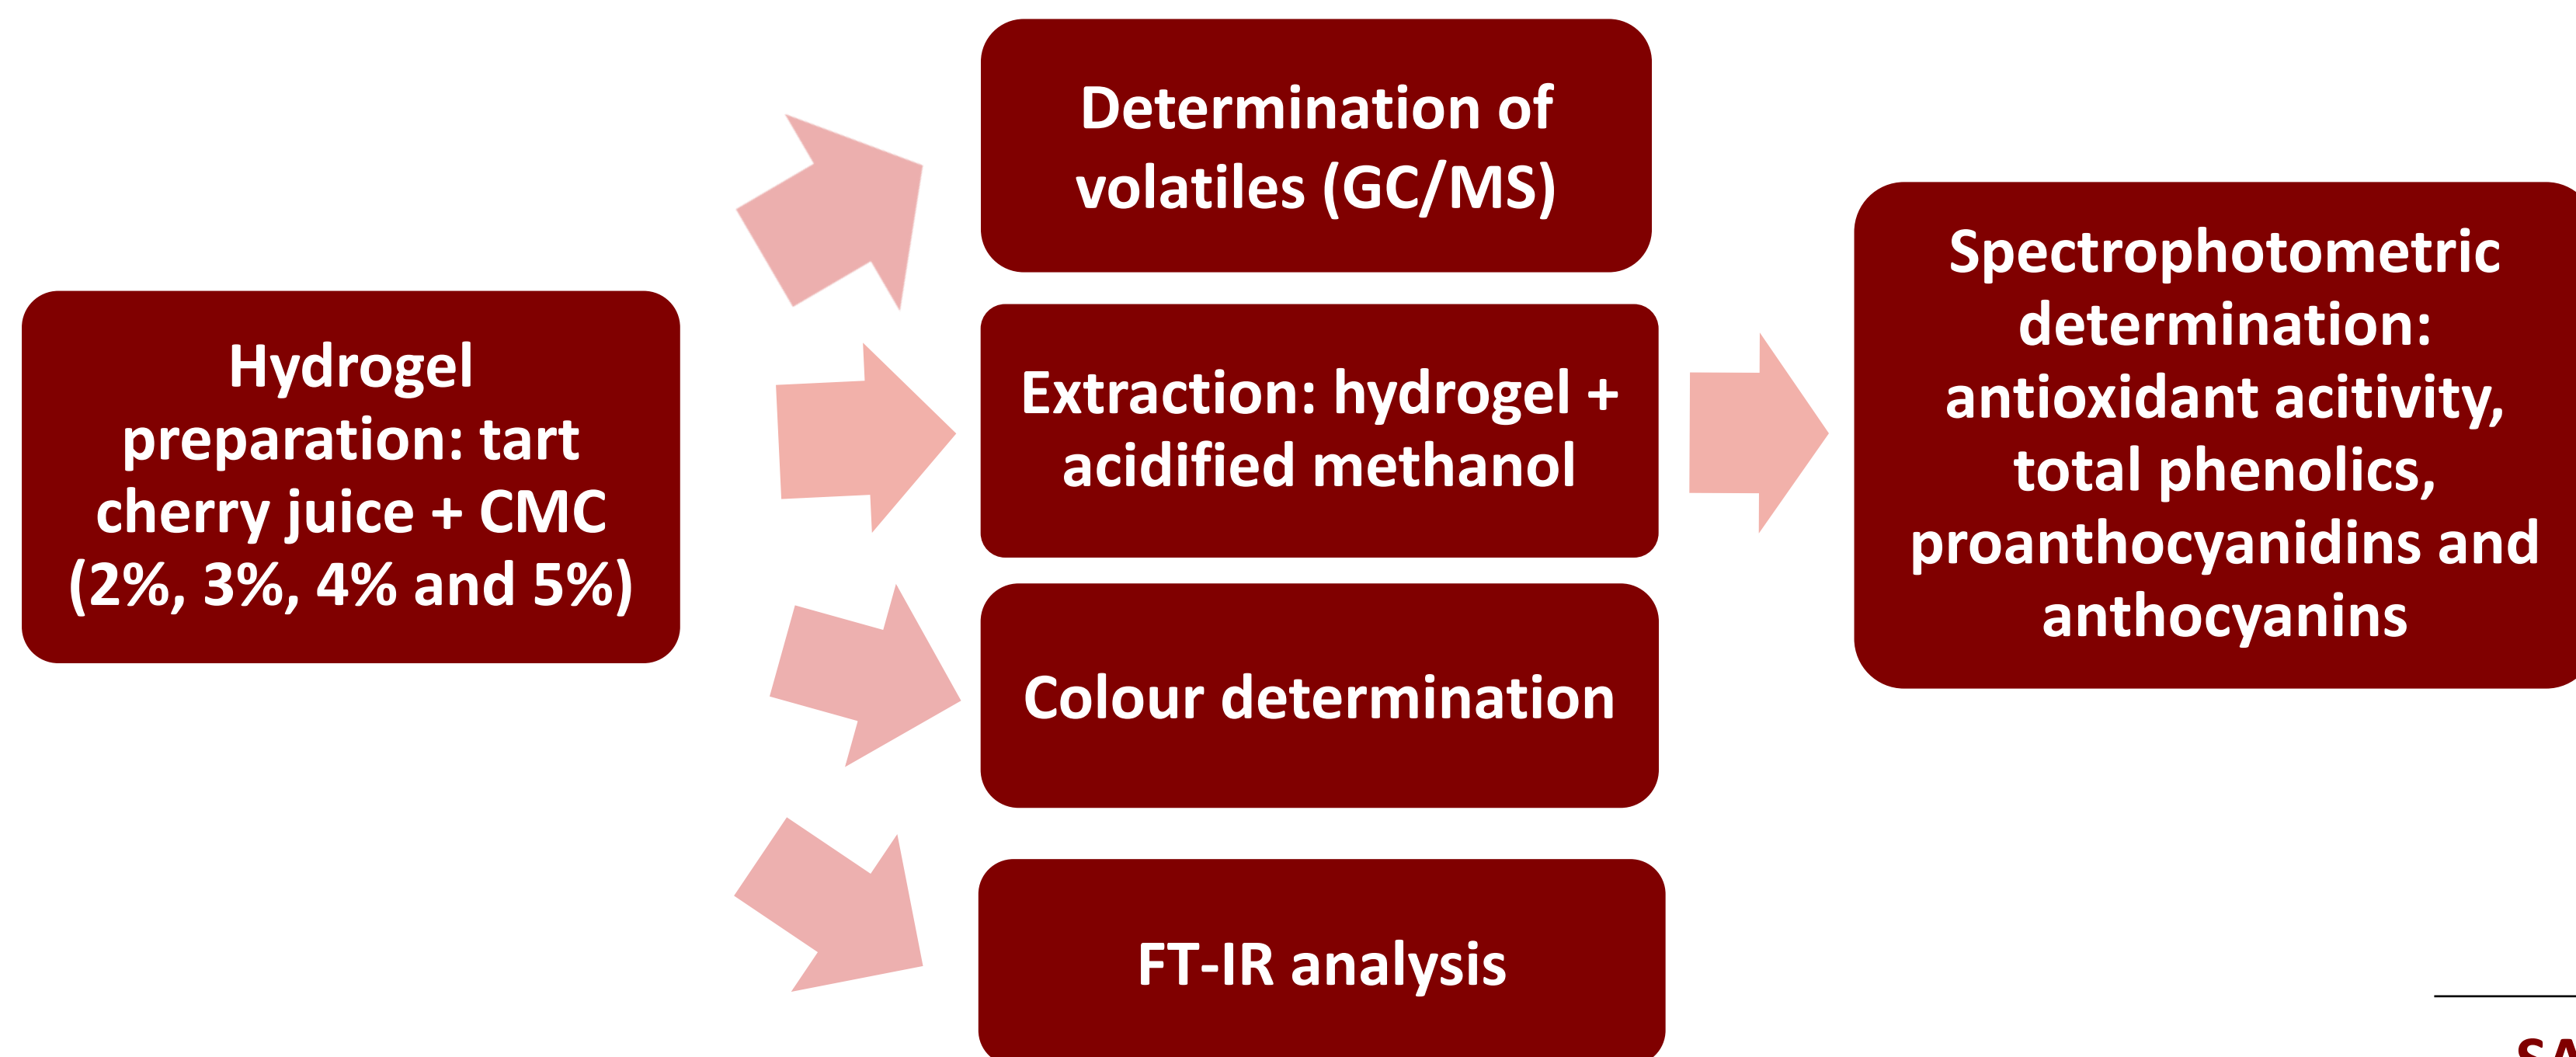 Hydrogel
preparation: tart
cherry juice + CMC
(2%, 3%, 4% and 5%)
Determination of
volatiles (GC/MS)
Extraction: hydrogel +
acidified methanol
Colour determination
FT-IR analysis
Spectrophotometric
determination:
antioxidant acitivity,
total phenolics,
proanthocyanidins and
anthocyanins